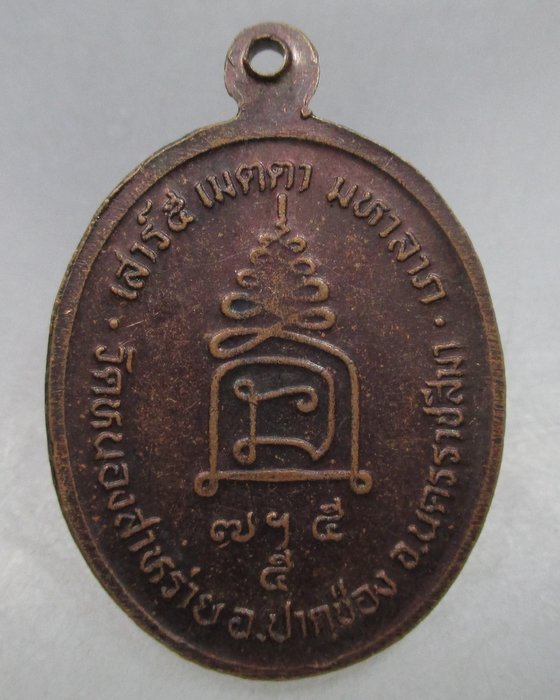 เสาร์ ๕ เมตตา มหาลาภ
๗ ฯ ๕
๕
• วัดหนองสาหร่าย อ.ปากช่อง จ.นครราชสีมา •